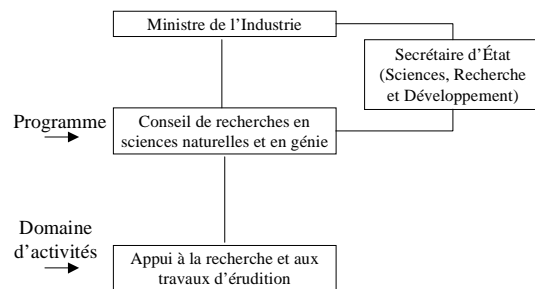 Ministre de l’Industrie
Secrétaire d’État
(Sciences, Recherche
et Développement)
Programme
Conseil de recherches en
sciences naturelles et en génie
Domaine
d’activités
Appui à la recherche et aux
travaux d’érudition